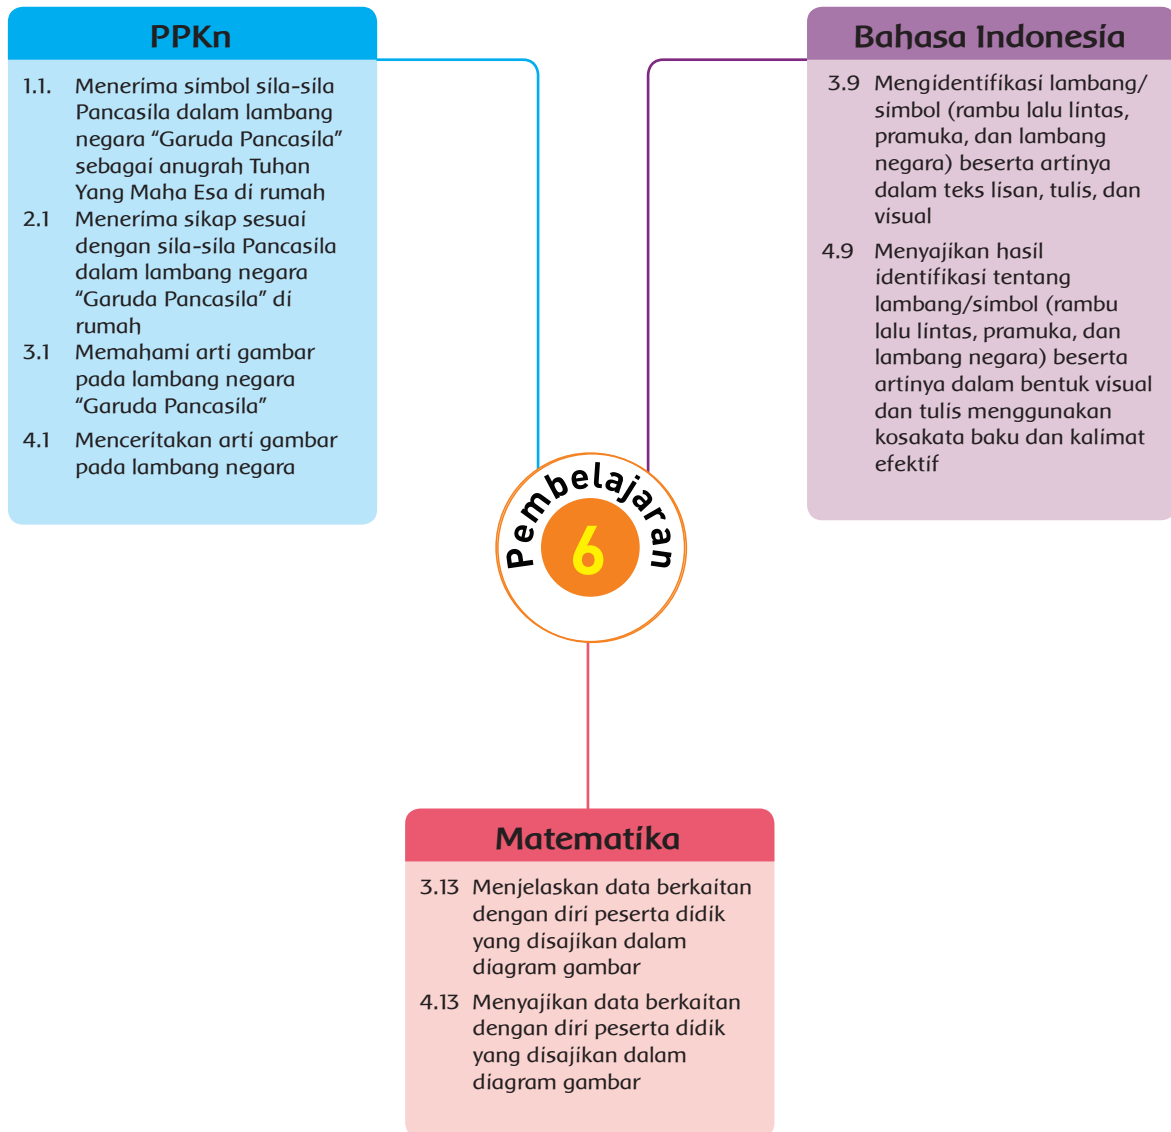 PPKn
1.1. Menerima simbol sila-sila
Pancasila dalam lambang
negara “Garuda Pancasila”
sebagai anugrah Tuhan
Yang Maha Esa di rumah
2.1 Menerima sikap sesuai
dengan sila-sila Pancasila
dalam lambang negara
“Garuda Pancasila” di
rumah
3.1 Memahami arti gambar
pada lambang negara
“Garuda Pancasila”
4.1 Menceritakan arti gambar
pada lambang negara
Bahasa Indonesia
3.9 Mengidentifikasi lambang/
simbol (rambu lalu lintas,
pramuka, dan lambang
negara) beserta artinya
dalam teks lisan, tulis, dan
visual
4.9 Menyajikan hasil
identifikasi tentang
lambang/simbol (rambu
lalu lintas, pramuka, dan
lambang negara) beserta
artinya dalam bentuk visual
dan tulis menggunakan
kosakata baku dan kalimat
efektif
Pembelajaran
6
Matematika
3.13 Menjelaskan data berkaitan
dengan diri peserta didik
yang disajikan dalam
diagram gambar
4.13 Menyajikan data berkaitan
dengan diri peserta didik
yang disajikan dalam
diagram gambar